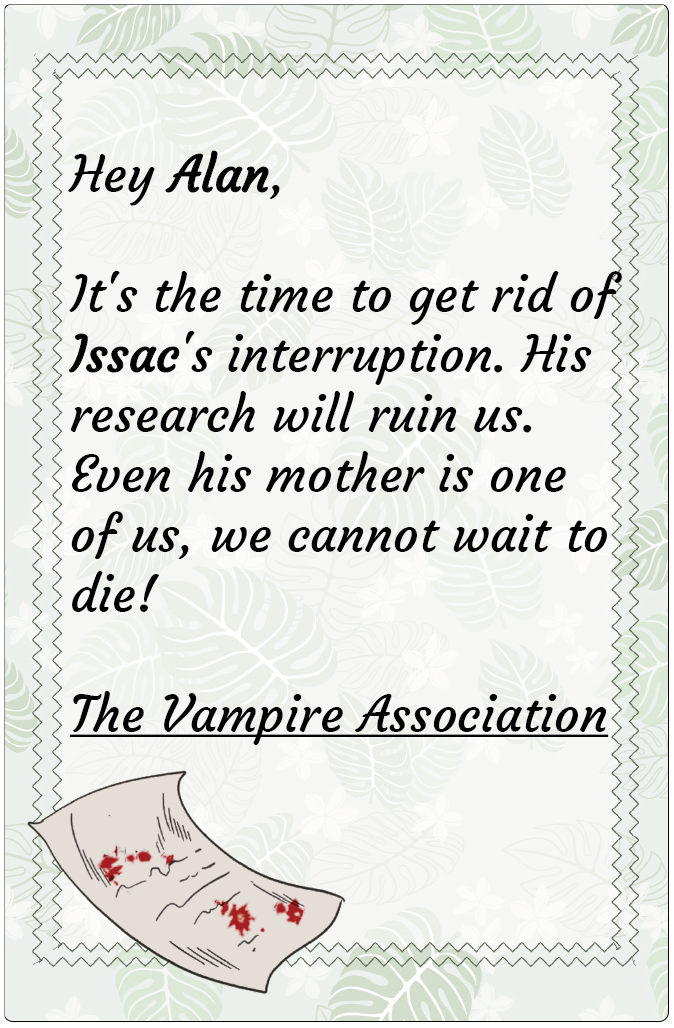 Hey Alan,
It's the time to get rid of
Issac's interruption. His
research will ruin us.
Even his mother is one
of us, we cannot wait to
die!
The Vampire Association